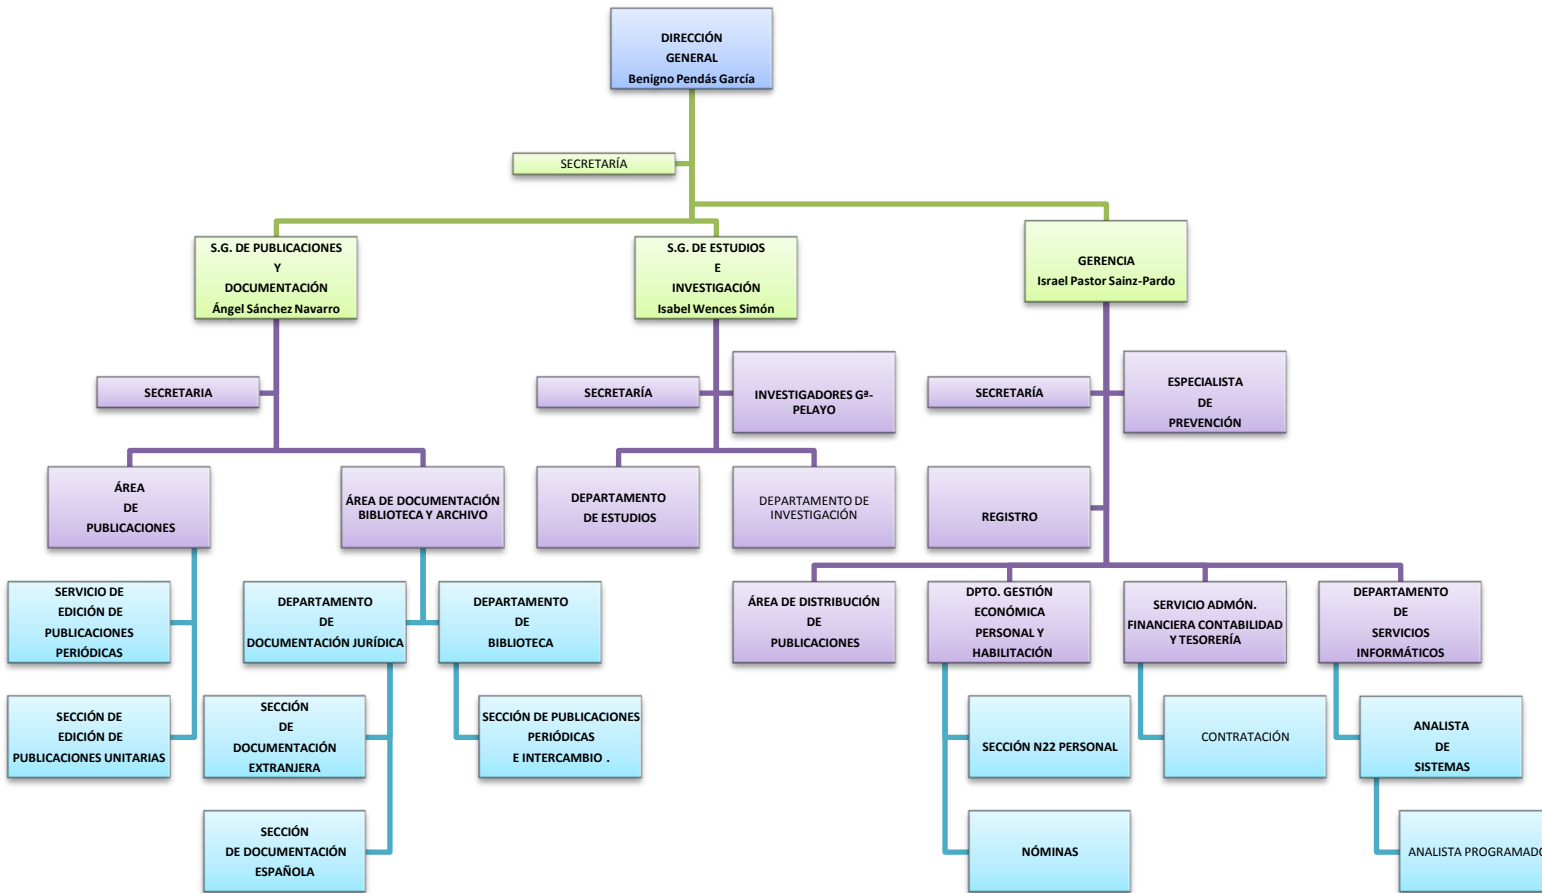 DIRECCIÓN
GENERAL
Benigno Pendás García
SECRETARÍA
S.G. DE PUBLICACIONES
Y
DOCUMENTACIÓN
Ángel Sánchez Navarro
S.G. DE ESTUDIOS
E
INVESTIGACIÓN
Isabel Wences Simón
GERENCIA
Israel Pastor Sainz-Pardo
SECRETARIA
SECRETARÍA
INVESTIGADORES Gª-
PELAYO
SECRETARÍA
ESPECIALISTA
DE
PREVENCIÓN
ÁREA
DE
PUBLICACIONES
ÁREA DE DOCUMENTACIÓN
BIBLIOTECA Y ARCHIVO
DEPARTAMENTO
DE ESTUDIOS
DEPARTAMENTO DE
INVESTIGACIÓN
REGISTRO
SERVICIO DE
EDICIÓN DE
PUBLICACIONES
PERIÓDICAS
DEPARTAMENTO
DE
DOCUMENTACIÓN JURÍDICA
DEPARTAMENTO
DE
BIBLIOTECA
ÁREA DE DISTRIBUCIÓN
DE
PUBLICACIONES
DPTO. GESTIÓN
ECONÓMICA
PERSONAL Y
HABILITACIÓN
SERVICIO ADMÓN.
FINANCIERA CONTABILIDAD
Y TESORERÍA
DEPARTAMENTO
DE
SERVICIOS
INFORMÁTICOS
SECCIÓN DE
EDICIÓN DE
PUBLICACIONES UNITARIAS
SECCIÓN
DE
DOCUMENTACIÓN
EXTRANJERA
SECCIÓN DE PUBLICACIONES
PERIÓDICAS
E INTERCAMBIO .
SECCIÓN N22 PERSONAL
CONTRATACIÓN
ANALISTA
DE
SISTEMAS
SECCIÓN
DE DOCUMENTACIÓN
ESPAÑOLA
NÓMINAS
ANALISTA PROGRAMADO